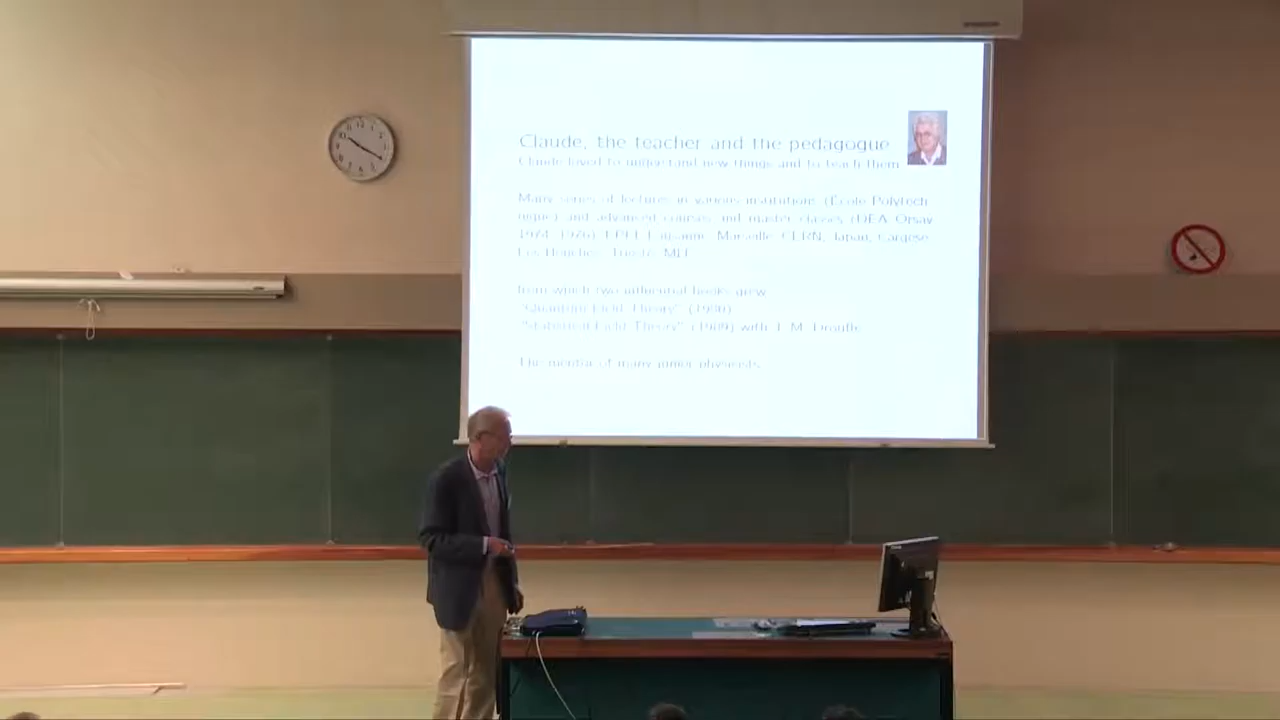 Claude, the teacher and the pedagogue
Claude loved to understand new things and to teach them
Many series of lectures in various institutions (École Polytech-
nique) and advanced courses and master classes (DEA Orsay
1974-1976), EPFL Lausanne, Marseille, CERN, Japan, Cargèse,
Les Houches, Trieste, MIT
from which two influential books grew
"Quantum Field Theory" (1980)
"Statistical Field Theory" (1989) with J. M. Drouffe
The mentor of many junior physicists